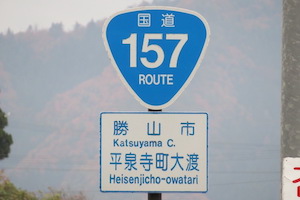 国道
157
ROUTE
勝山市
Katsuyama C.
平泉寺町大渡
Heisenjicho-owatari